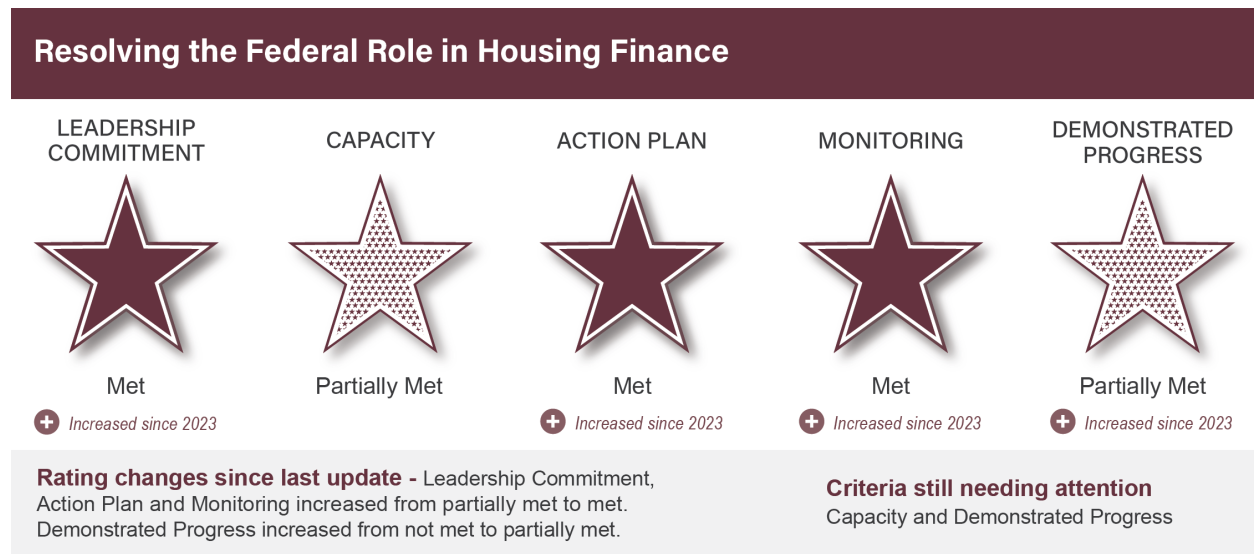 Resolving the Federal Role in Housing Finance
LEADERSHIP
COMMITMENT
CAPACITY
ACTION PLAN
MONITORING
DEMONSTRATED
PROGRESS
Met
Partially Met
Met
Met
Partially Met
Increased since 2023
Increased since 2023
Increased since 2023
Increased since 2023
Rating changes since last update - Leadership Commitment,
Action Plan and Monitoring increased from partially met to met.
Demonstrated Progress increased from not met to partially met.
Criteria still needing attention
Capacity and Demonstrated Progress